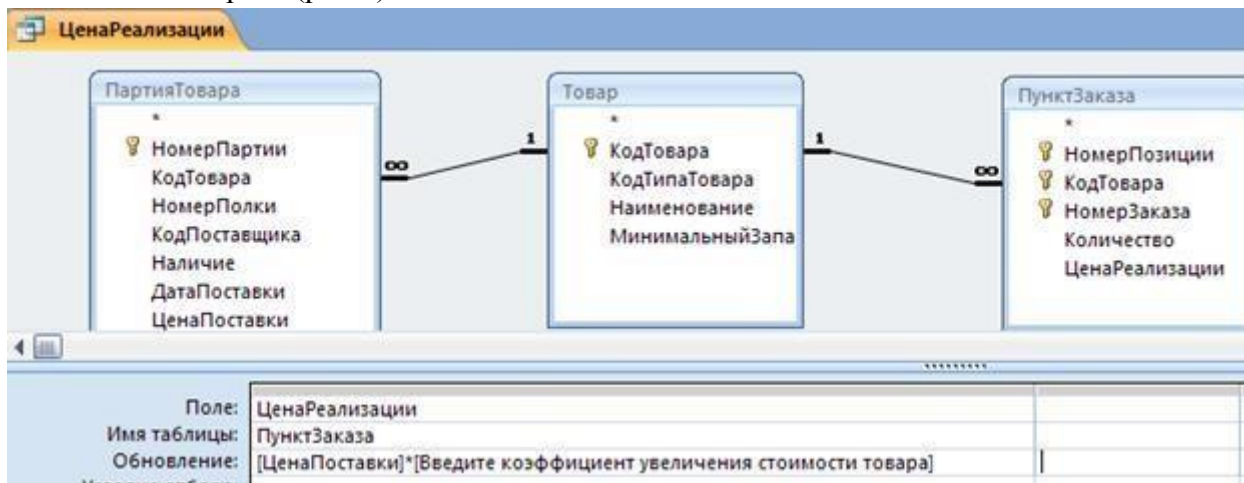 ЦенаРеализации
ПартияТовара
*
НомерПартии
КодТовара
НомерПолки
КодПоставщика
Наличие
ДатаПоставки
ЦенаПоставки
∞
1
Товар
*
КодТовара
КодТипаТовара
Наименование
МинимальныйЗапа
1
∞
ПунктЗаказа
*
НомерПозиции
КодТовара
НомерЗаказа
Количество
ЦенаРеализации
Поле: ЦенаРеализации
Имя таблицы: ПунктЗаказа
Обновление: [ЦенаПоставки]*[Введите коэффициент увеличения стоимости товара]